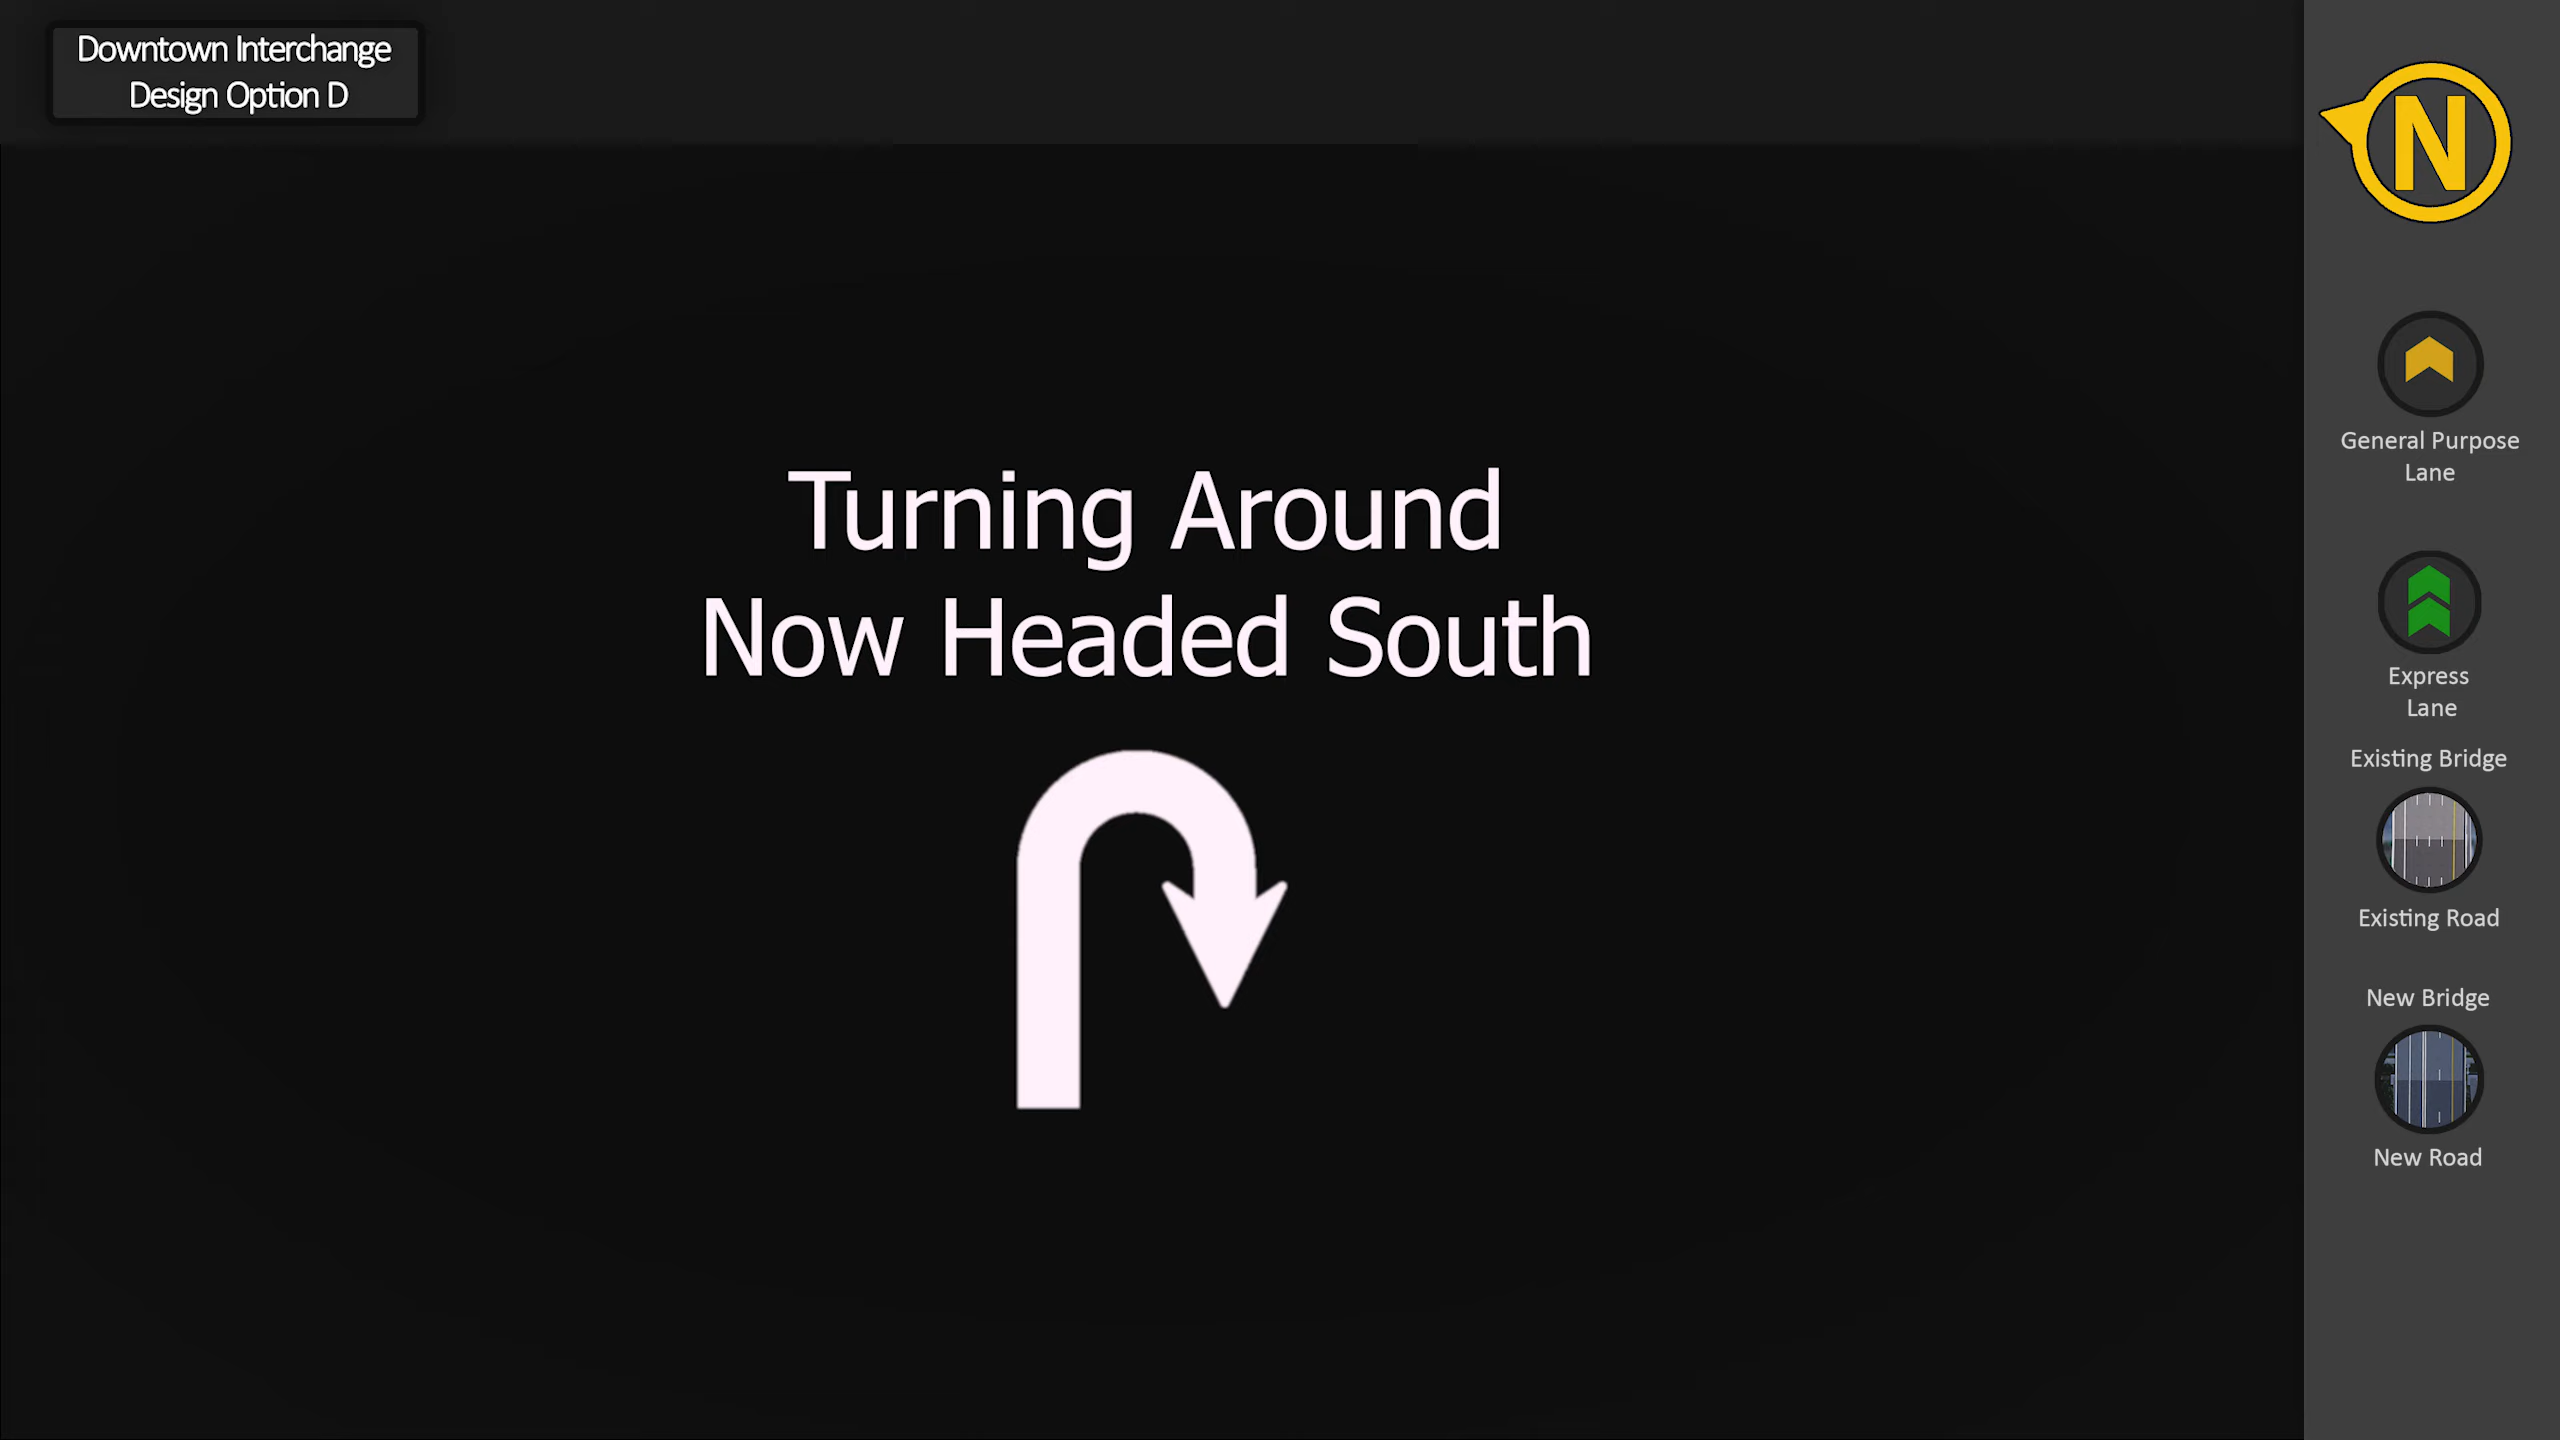 Downtown Interchange
Design Option D
N
Turning Around
Now Headed South
General Purpose
Lane
Express
Lane
Existing Bridge
Existing Road
New Bridge
New Road